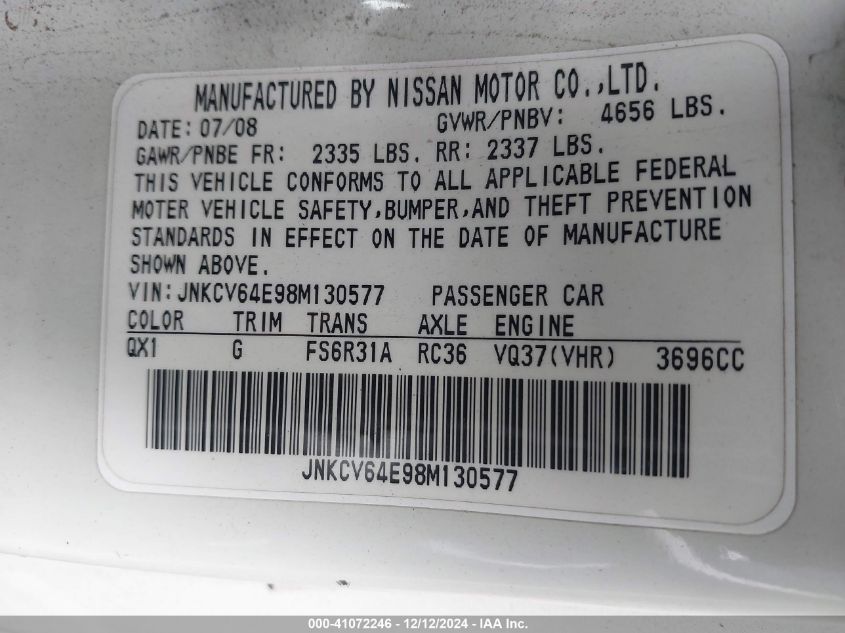 MANUFACTURED BY NISSAN MOTOR CO.,LTD.
DATE: 07/08 GVWR/PNBV: 4656 LBS.
GAWR/PNBE FR: 2335 LBS. RR: 2337 LBS.
THIS VEHICLE CONFORMS TO ALL APPLICABLE FEDERAL
MOTER VEHICLE SAFETY,BUMPER,AND THEFT PREVENTION
STANDARDS IN EFFECT ON THE DATE OF MANUFACTURE
SHOWN ABOVE.
VIN:JNKCV64E98M130577 PASSENGER CAR
COLOR TRIM TRANS AXLE ENGINE
QX1 G FS6R31A RC36 VQ37(VHR) 3696CC
JNKCV64E98M130577
000-41072246 - 12/12/2024 - IAA Inc.